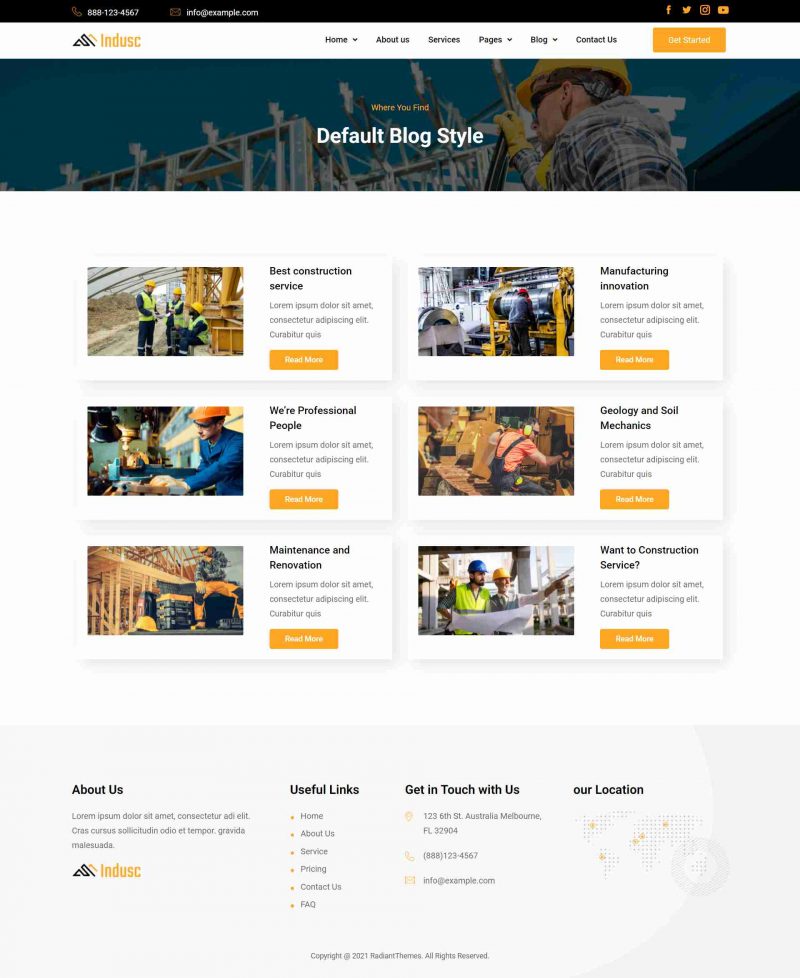 888-123-4567 info@example.com
Indusc Home About us Services Pages Blog Contact Us Get Started
Where You Find
Default Blog Style
Best construction
service
Lorem ipsum dolor sit amet,
consectetur adipiscing elit.
Curabitur quis
Read More
Manufacturing
innovation
Lorem ipsum dolor sit amet,
consectetur adipiscing elit.
Curabitur quis
Read More
We're Professional
People
Lorem ipsum dolor sit amet,
consectetur adipiscing elit.
Curabitur quis
Read More
Geology and Soil
Mechanics
Lorem ipsum dolor sit amet,
consectetur adipiscing elit.
Curabitur quis
Read More
Maintenance and
Renovation
Lorem ipsum dolor sit amet,
consectetur adipiscing elit.
Curabitur quis
Read More
Want to Construction
Service?
Lorem ipsum dolor sit amet,
consectetur adipiscing elit.
Curabitur quis
Read More
About Us
Lorem ipsum dolor sit amet, consectetur adi elit.
Cras cursus sollicitudin odio et tempor. gravida
malesuada.
Indusc
Useful Links
Home
About Us
Service
Pricing
Contact Us
FAQ
Get in Touch with Us
123 6th St. Australia Melbourne,
FL 32904
(888)123-4567
info@example.com
our Location
Copyright @ 2021 RadiantThemes. All Rights Reserved.